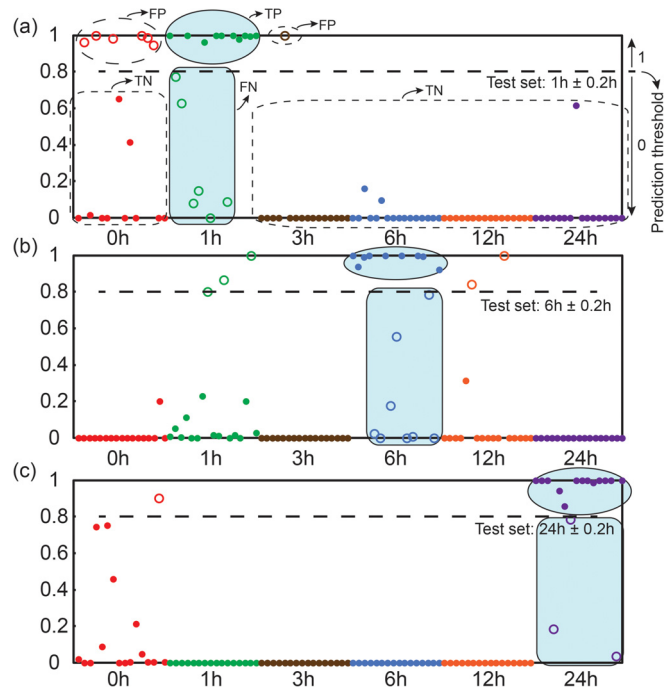 (a)
FP
TP
FP
1
0.8
0.6
0.4
0.2
0
TN
FN
TN
Test set: 1h ± 0.2h
1
0
Prediction threshold
0h 1h 3h 6h 12h 24h
(b)
1
0.8
0.6
0.4
0.2
0
Test set: 6h ± 0.2h
0h 1h 3h 6h 12h 24h
(c)
1
0.8
0.6
0.4
0.2
0
Test set: 24h ± 0.2h
0h 1h 3h 6h 12h 24h